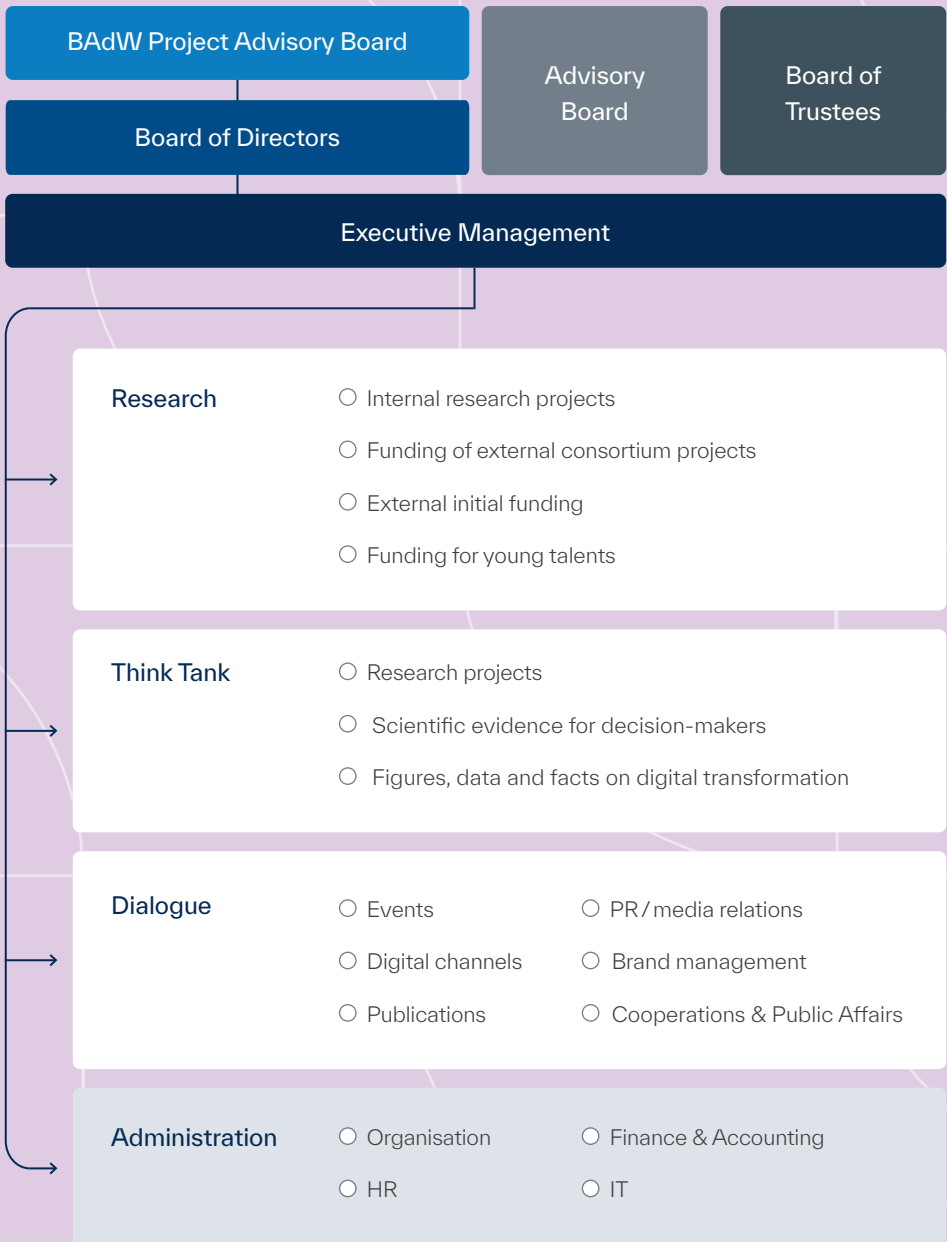 BAdW Project Advisory Board
Board of Directors
Advisory
Board
Board of
Trustees
Executive Management
Research
Internal research projects
Funding of external consortium projects
External initial funding
Funding for young talents
Think Tank
Research projects
Scientific evidence for decision-makers
Figures, data and facts on digital transformation
Dialogue
Events
Digital channels
Publications
PR/media relations
Brand management
Cooperations & Public Affairs
Administration
Organisation
HR
Finance & Accounting
IT